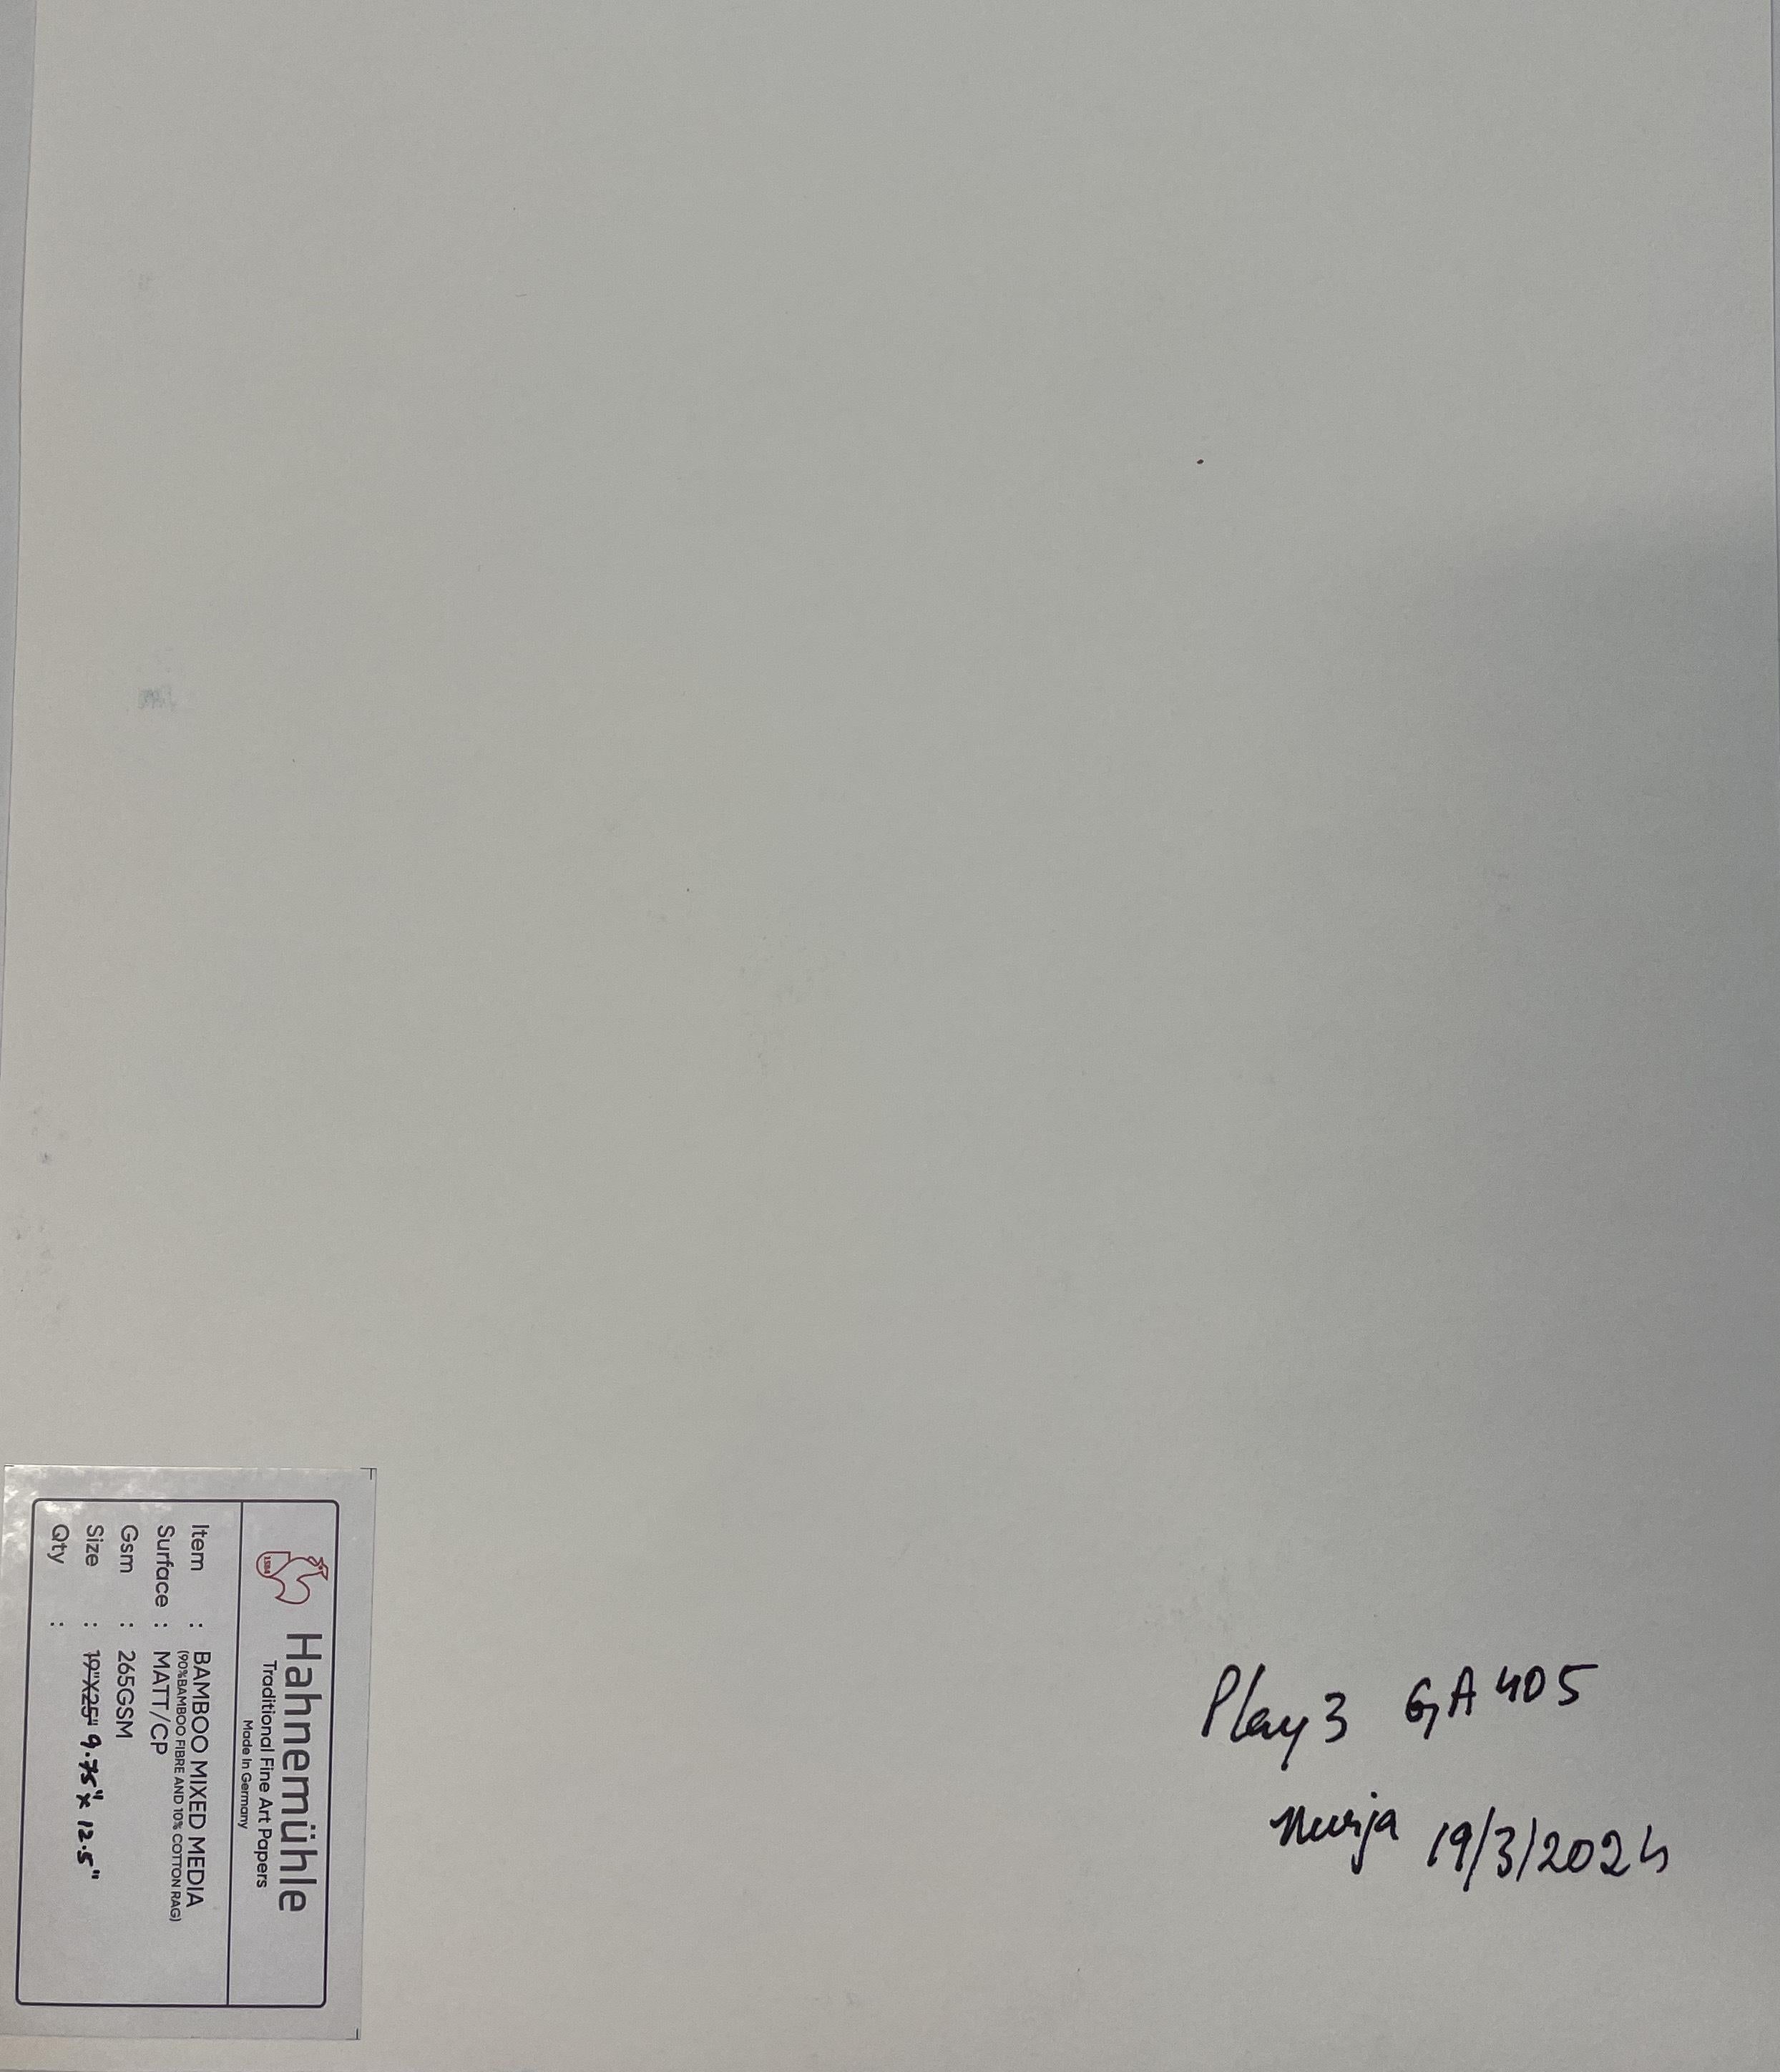 Hahnemühle
Traditional Fine Art Papers
Made In Germany
Item : BAMBOO MIXED MEDIA
(90%BAMBOO FIBRE AND 10% COTTON RAG)
Surface : MATT/CP
Gsm : 265GSM
Size : 19"X25" 9.75"x 12.5"
Qty :
Play 3 GA 405
19/3/2024